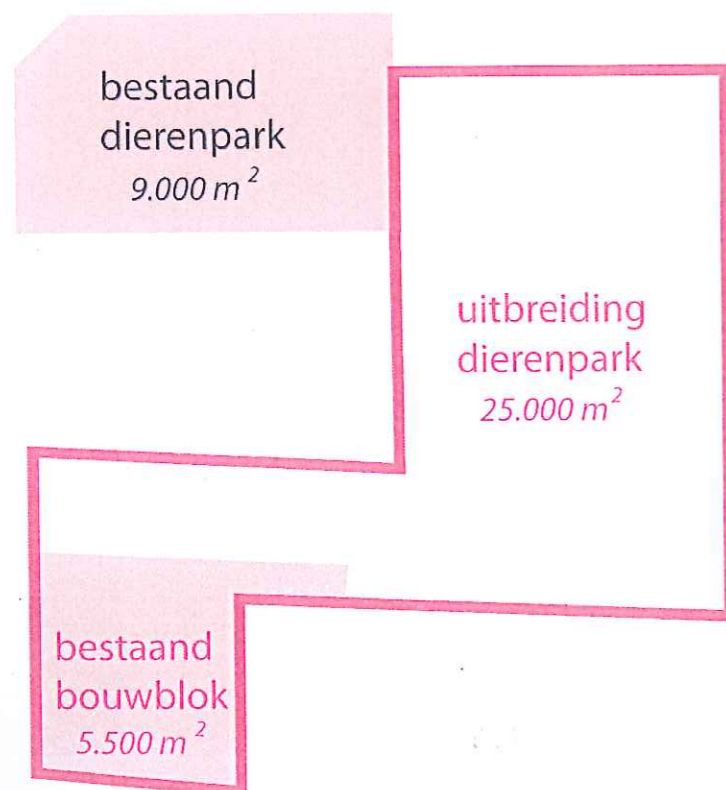 bestaand
dierenpark
9.000 m²
uitbreiding
dierenpark
25.000 m²
bestaand
bouwblok
5.500 m²